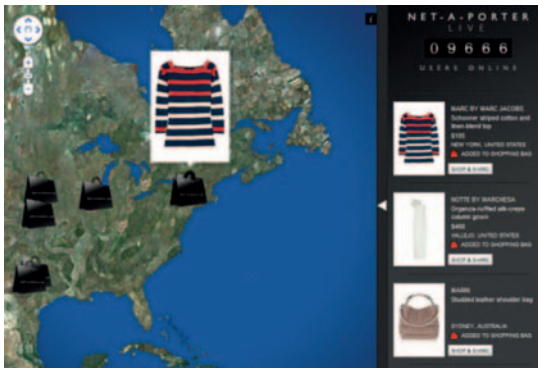 NET-A-PORTER
LIVE
09666
USERS ONLINE
MARC BY MARC JACOBS
Schooner striped cotton and
linen-blend top
NEW YORK, UNITED STATES
ADDED TO SHOPPING BAG
SHOP & SHARE
NOTTE BY MARCHESA
Organza-ruffled silk-crepe
column gown
VALLEJO, UNITED STATES
ADDED TO SHOPPING BAG
SHOP & SHARE
MARNI
Studded leather shoulder bag
SYDNEY, AUSTRALIA
ADDED TO SHOPPING BAG
SHOP & SHARE